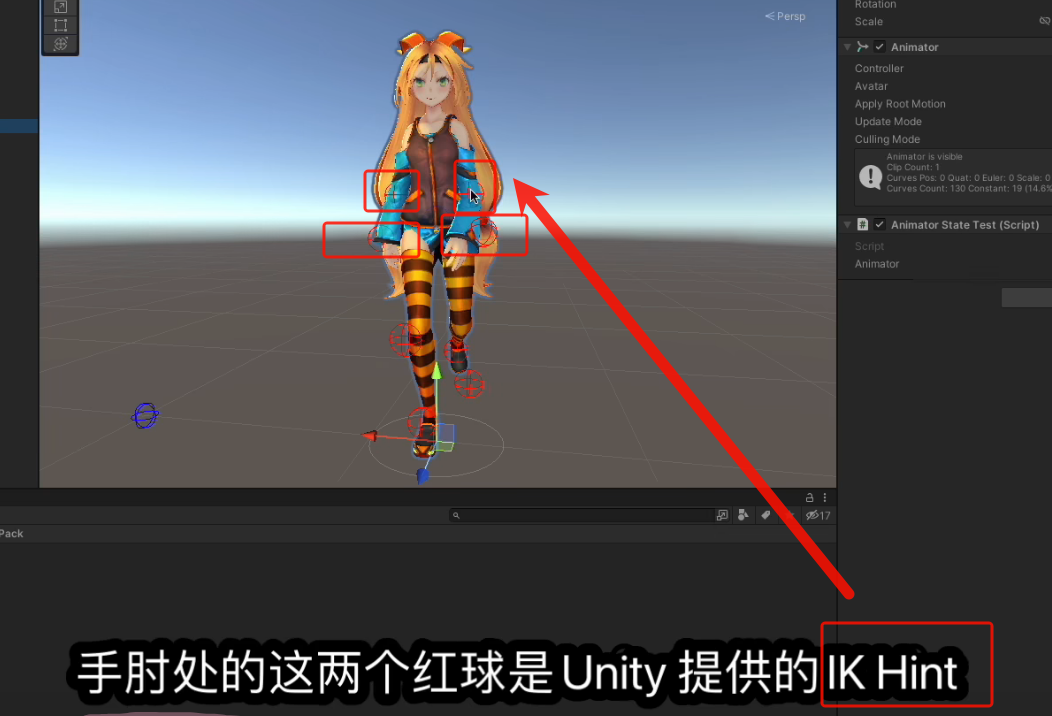 Persp
Rotation
Scale
Animator
Controller
Avatar
Apply Root Motion
Update Mode
Culling Mode
Animator is visible
Clip Count: 1
Curves Pos: 0 Quat: 0 Euler: 0 Scale: 0
Curves Count: 130 Constant: 19 (14.6%
# Animator State Test (Script)
Script
Animator
17
Pack
手肘处的这两个红球是Unity 提供的IK Hint